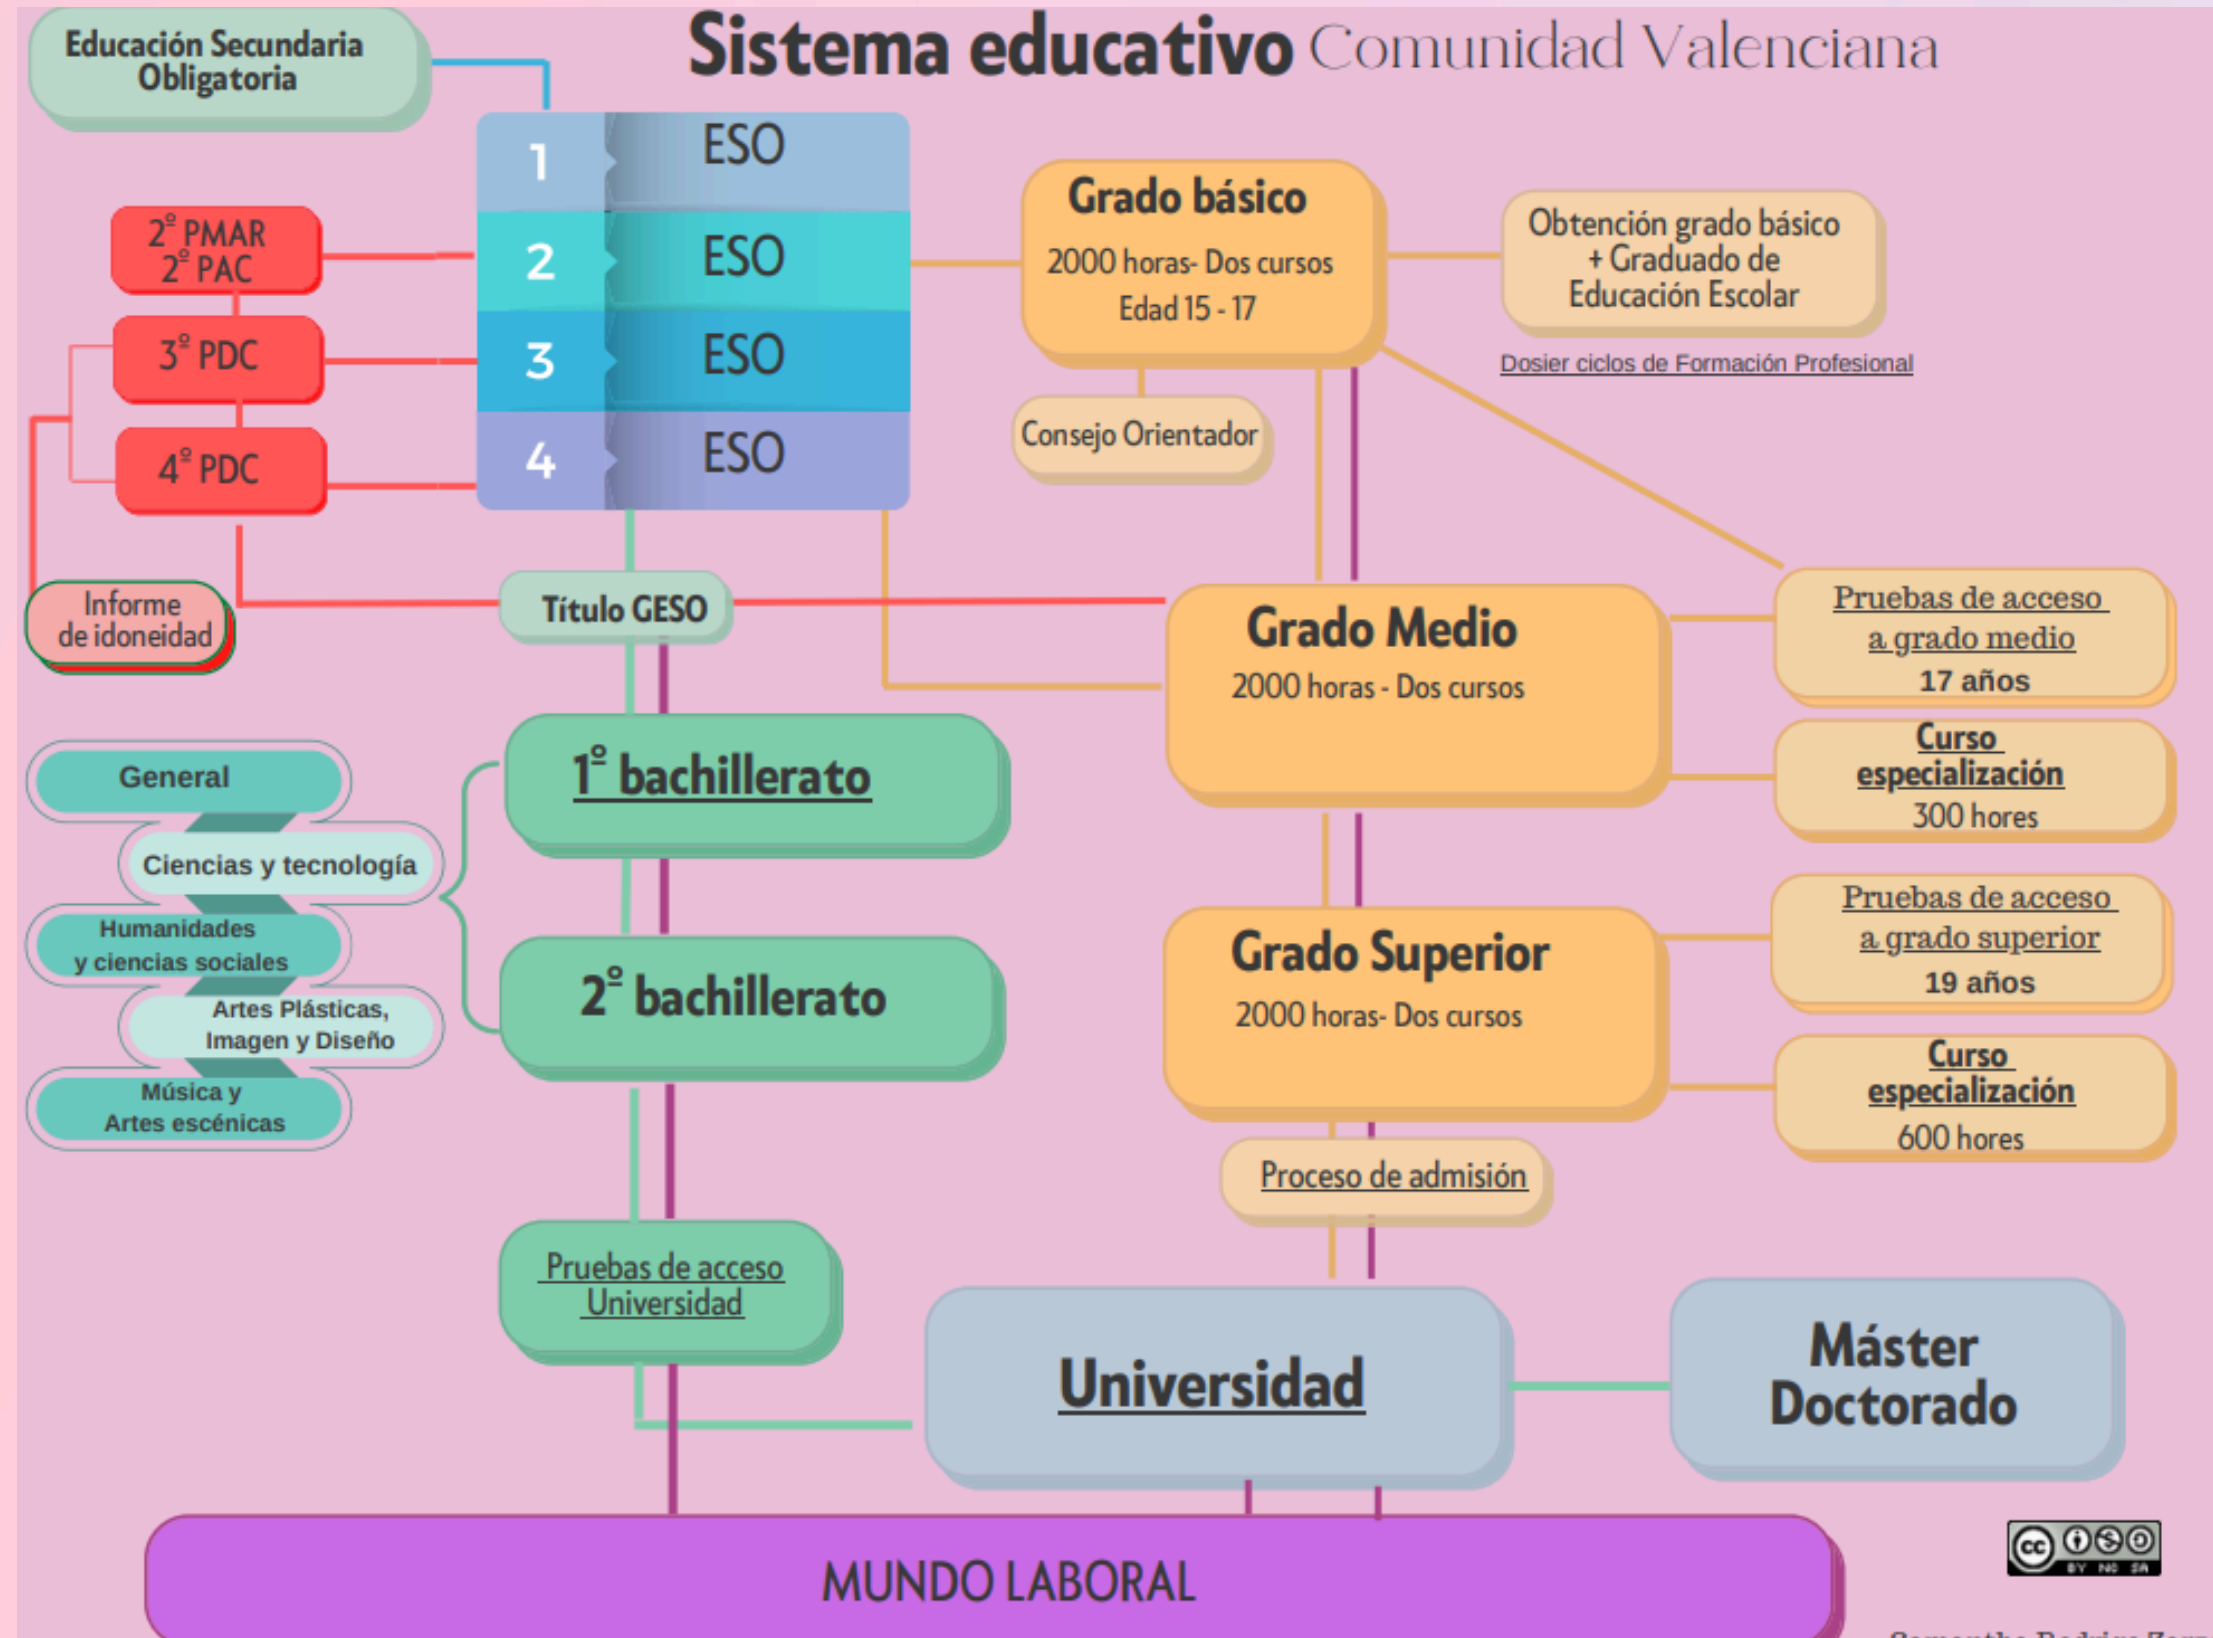 Sistema educativo Comunidad Valenciana
Educación Secundaria
Obligatoria
1 ESO
2 ESO
3 ESO
4 ESO
2º PMAR
2º PAC
3º PDC
4º PDC
Informe
de idoneidad
Título GESO
Grado básico
2000 horas- Dos cursos
Edad 15 - 17
Obtención grado básico
+ Graduado de
Educación Escolar
Dosier ciclos de Formación Profesional
Consejo Orientador
Grado Medio
2000 horas - Dos cursos
Pruebas de acceso
a grado medio
17 años
Curso
especialización
300 hores
1º bachillerato
2º bachillerato
General
Ciencias y tecnología
Humanidades
y ciencias sociales
Artes Plásticas,
Imagen y Diseño
Música y
Artes escénicas
Grado Superior
2000 horas- Dos cursos
Pruebas de acceso
a grado superior
19 años
Curso
especialización
600 hores
Proceso de admisión
Pruebas de acceso
Universidad
Universidad
Máster
Doctorado
MUNDO LABORAL
cc
BY NC SA